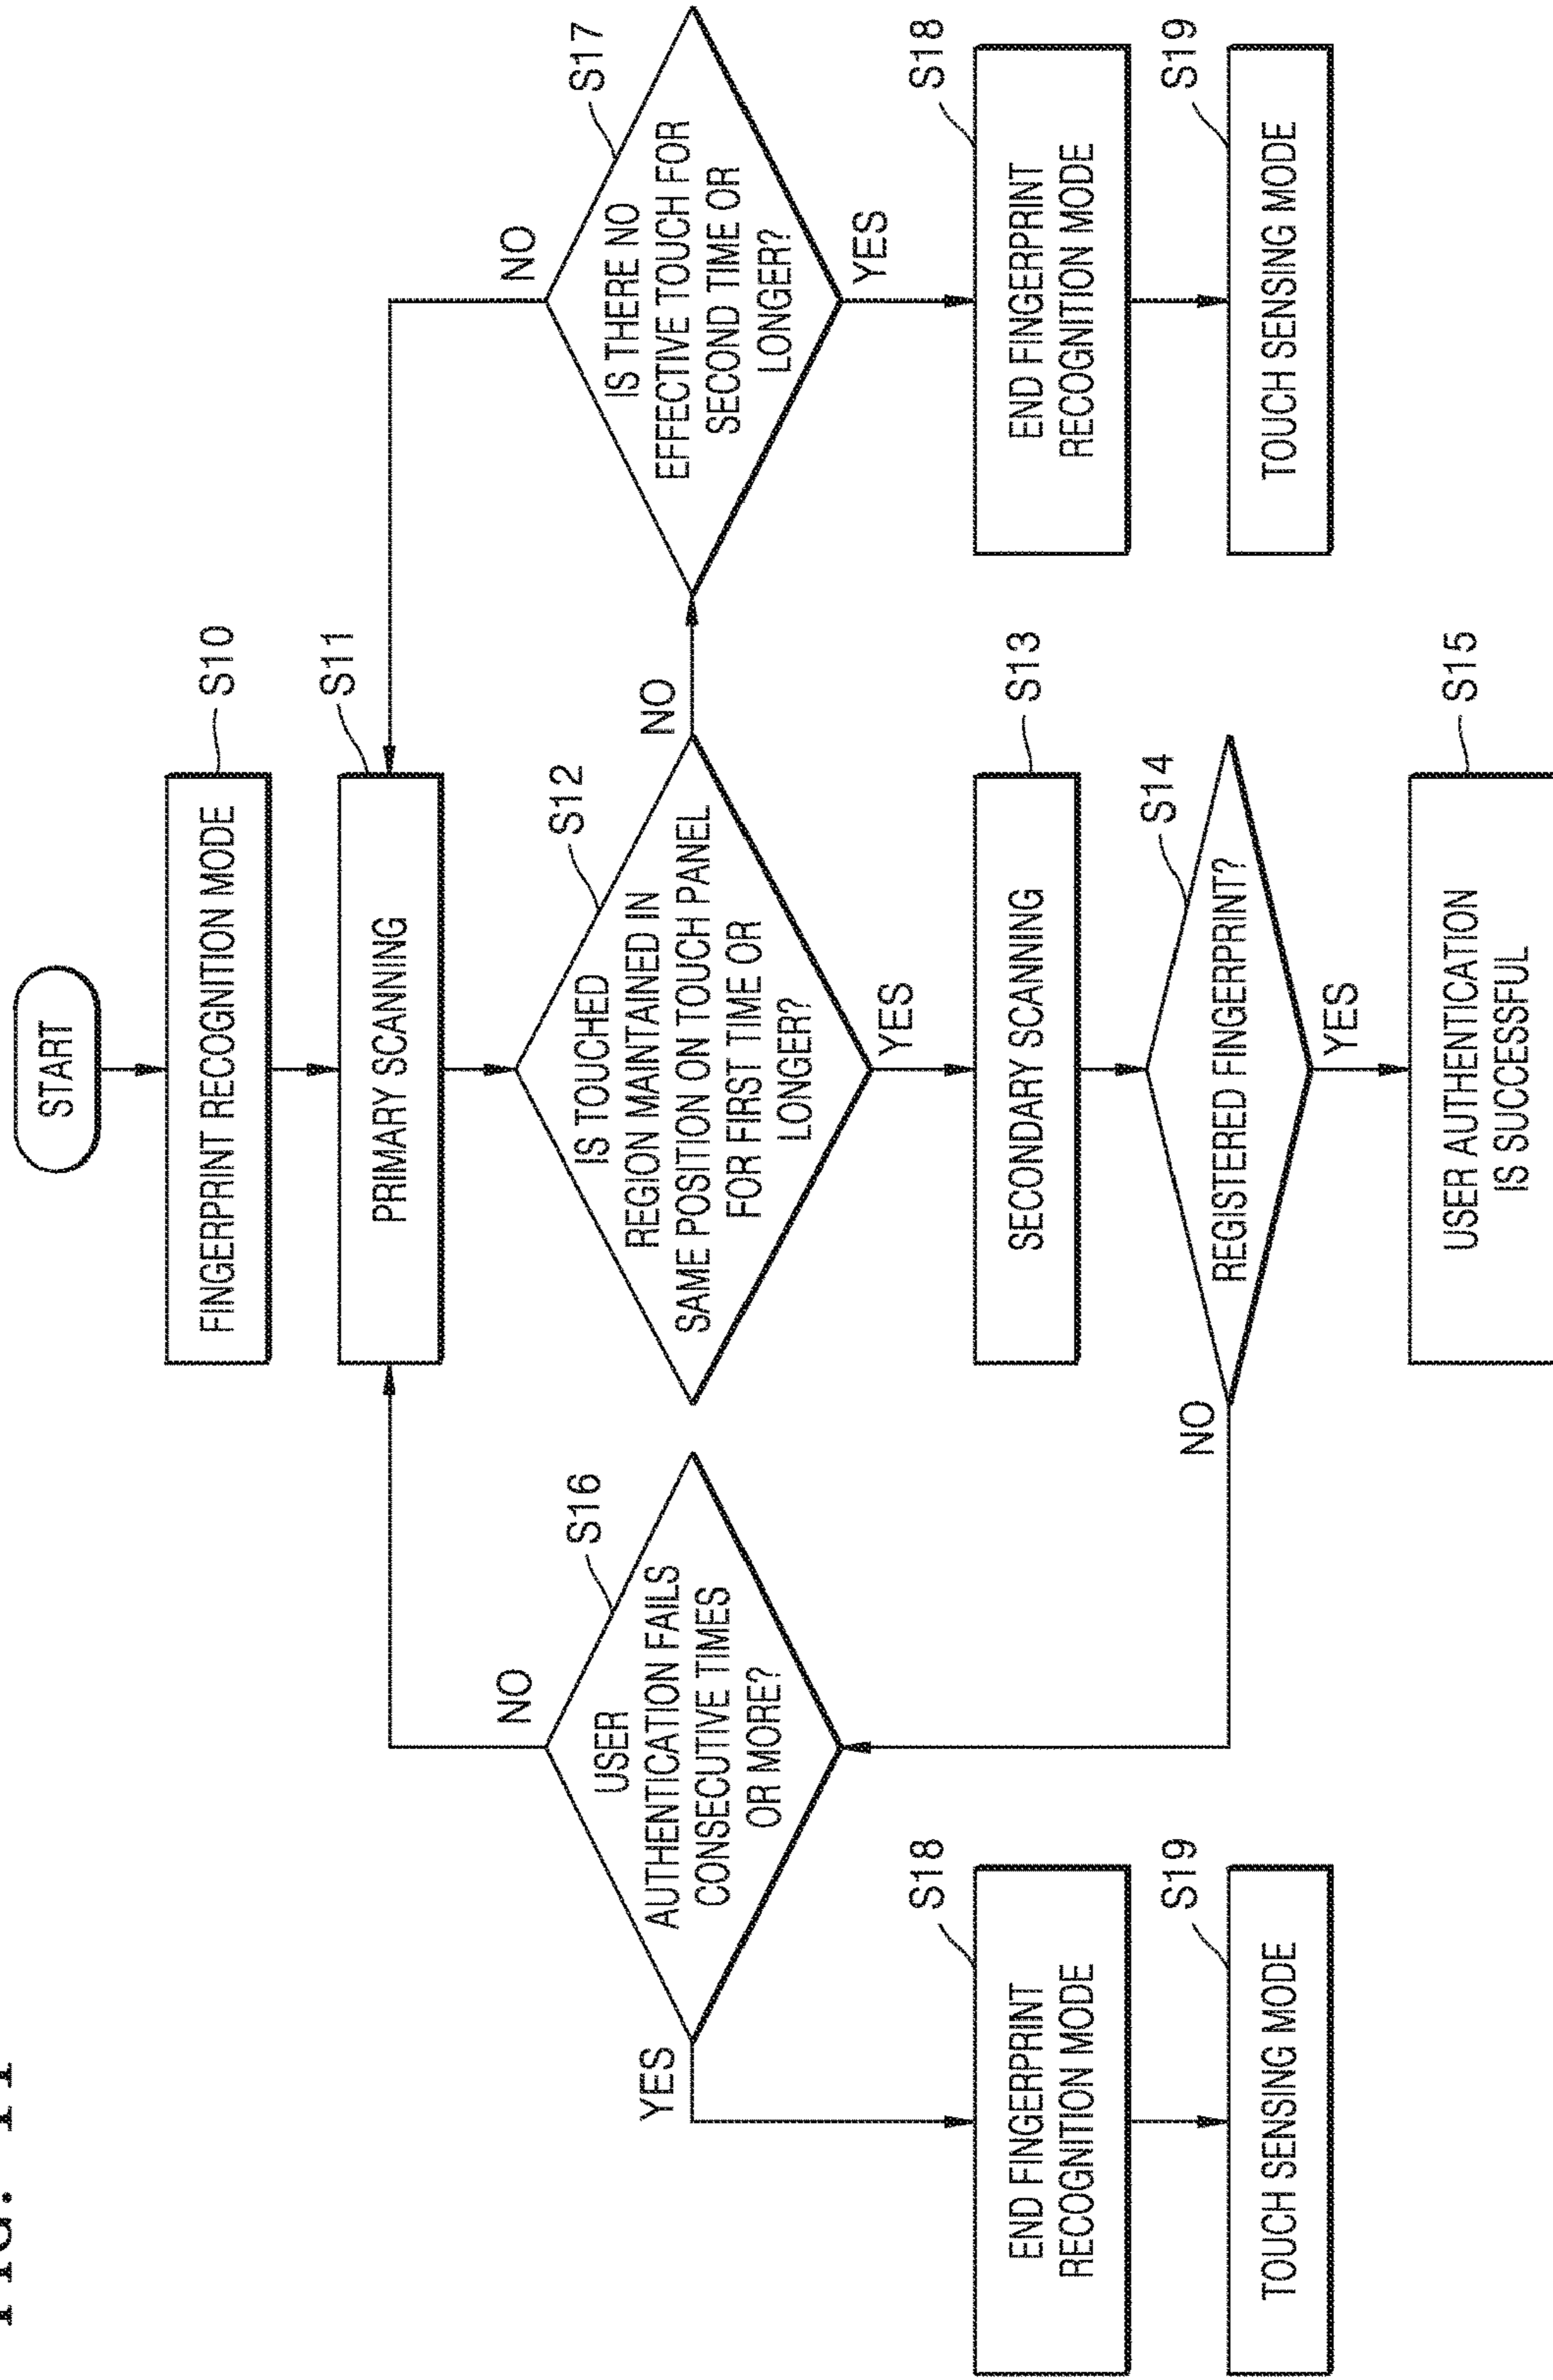 START
FINGERPRINT RECOGNITION MODE
S10
PRIMARY SCANNING
S11
IS TOUCHED
REGION MAINTAINED IN
SAME POSITION ON TOUCH PANEL
FOR FIRST TIME OR
LONGER?
S12
NO
YES
IS THERE NO
EFFECTIVE TOUCH FOR
SECOND TIME OR
LONGER?
S17
NO
YES
END FINGERPRINT
RECOGNITION MODE
S18
TOUCH SENSING MODE
S19
SECONDARY SCANNING
S13
REGISTERED FINGERPRINT?
S14
NO
YES
USER AUTHENTICATION
IS SUCCESSFUL
S15
USER
AUTHENTICATION FAILS
CONSECUTIVE TIMES
OR MORE?
S16
NO
YES
END FINGERPRINT
RECOGNITION MODE
S18
TOUCH SENSING MODE
S19